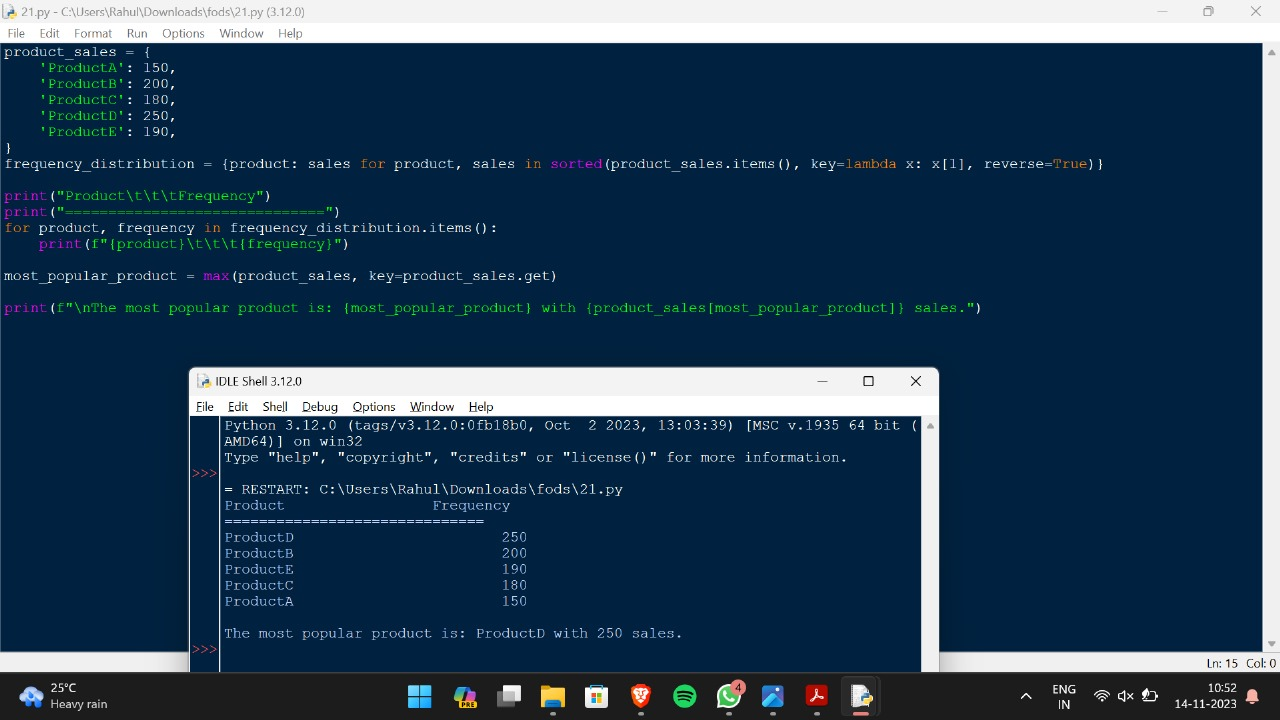 21.py - C:\Users\Rahul\Downloads\fods\21.py (3.12.0)
File Edit Format Run Options Window Help
product_sales = {
    'ProductA': 150,
    'ProductB': 200,
    'ProductC': 180,
    'ProductD': 250,
    'ProductE': 190,
}
frequency_distribution = {product: sales for product, sales in sorted(product_sales.items(), key=lambda x: x[1], reverse=True)}
print("Product\t\t\tFrequency")
print("==============================")
for product, frequency in frequency_distribution.items():
    print(f"{product}\t\t\t{frequency}")
most_popular_product = max(product_sales, key=product_sales.get)
print(f"\nThe most popular product is: {most_popular_product} with {product_sales[most_popular_product]} sales.")
IDLE Shell 3.12.0
File Edit Shell Debug Options Window Help
Python 3.12.0 (tags/v3.12.0:0fb18b0, Oct  2 2023, 13:03:39) [MSC v.1935 64 bit (
AMD64)] on win32
Type "help", "copyright", "credits" or "license()" for more information.
>>>
= RESTART: C:\Users\Rahul\Downloads\fods\21.py
Product Frequency
==============================
ProductD 250
ProductB 200
ProductE 190
ProductC 180
ProductA 150
The most popular product is: ProductD with 250 sales.
>>>
Ln: 15 Col: 0
25°C
Heavy rain
PRE
4
ENG
IN
10:52
14-11-2023